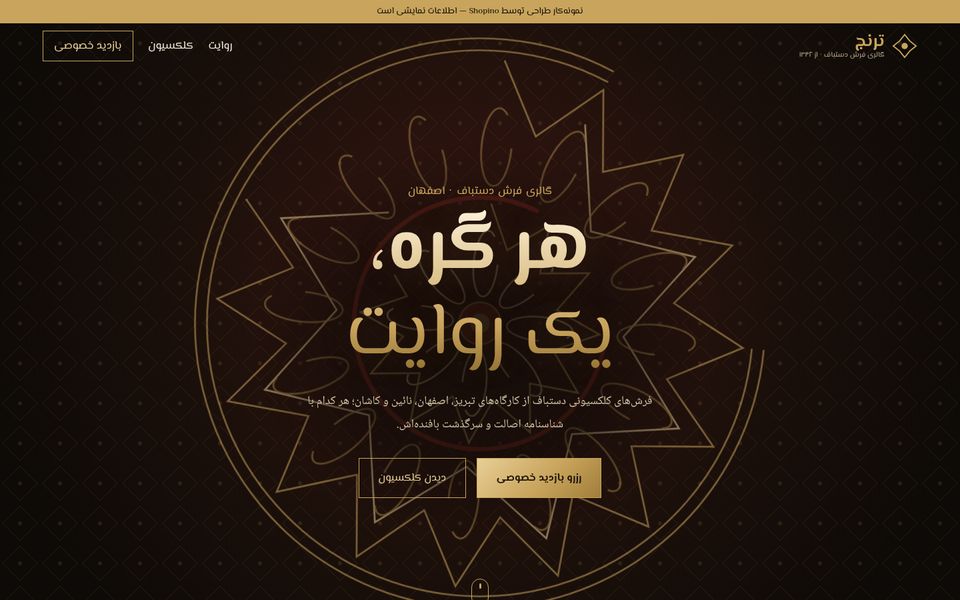 نمونه‌کار طراحی توسط Shopino — اطلاعات نمایشی است
ترنج
گالری فرش دستباف · از ۱۳۴۲
روایت
کلکسیون
بازدید خصوصی
گالری فرش دستباف · اصفهان
هر گره،
یک روایت
فرش‌های کلکسیونی دستباف از کارگاه‌های تبریز، اصفهان، نائین و کاشان؛ هر کدام با
شناسنامه اصالت و سرگذشت بافنده‌اش.
رزرو بازدید خصوصی
دیدن کلکسیون